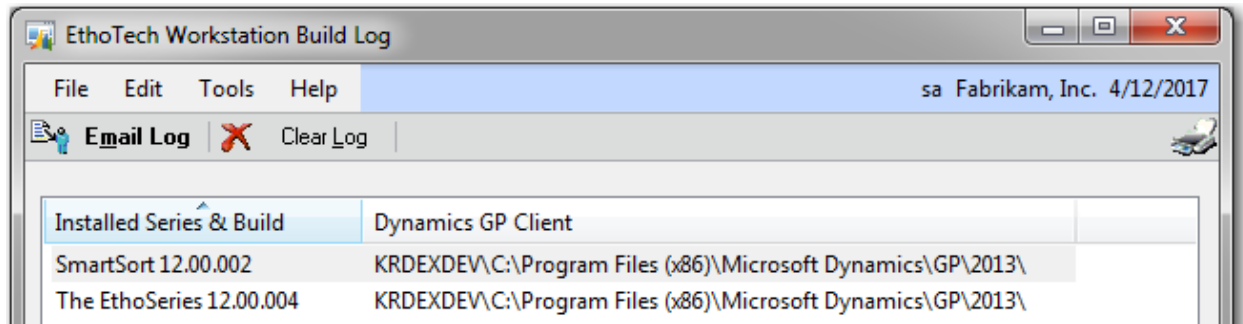 EthoTech Workstation Build Log
File Edit Tools Help sa Fabrikam, Inc. 4/12/2017
Email Log Clear Log
Installed Series & Build Dynamics GP Client
SmartSort 12.00.002 KRDEXDEV\C:\Program Files (x86)\Microsoft Dynamics\GP\2013\
The EthoSeries 12.00.004 KRDEXDEV\C:\Program Files (x86)\Microsoft Dynamics\GP\2013\